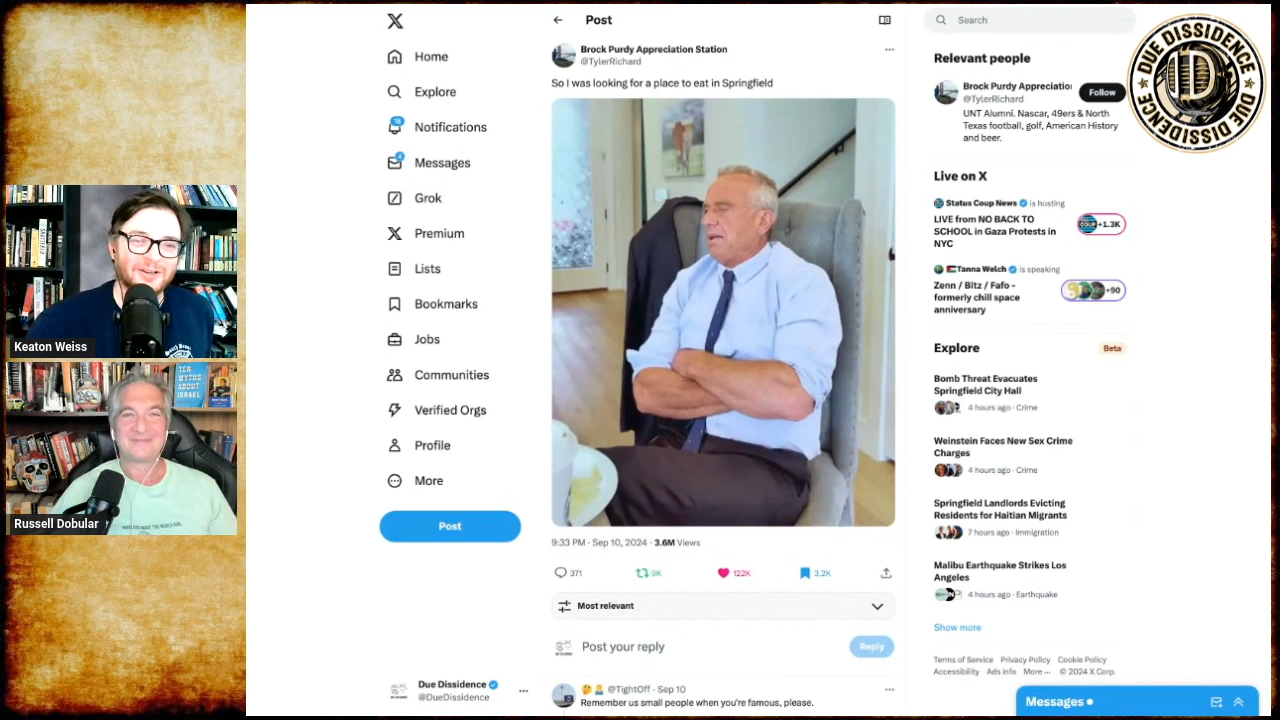 Keaton Weiss
Russell Dobular
TEN
MYTHS
ABOUT
ISRAEL
X
Home
Explore
18
Notifications
4
Messages
Grok
Premium
Lists
Bookmarks
Jobs
Communities
Verified Orgs
Profile
More
Post
Due Dissidence
@DueDissidence
Post
Brock Purdy Appreciation Station
@TylerRichard
So I was looking for a place to eat in Springfield
9:33 PM · Sep 10, 2024 · 3.6M Views
371
9K
122K
3.2K
Most relevant
Post your reply
Reply
@TightOff · Sep 10
Remember us small people when you're famous, please.
Search
Relevant people
Brock Purdy Appreciation
@TylerRichard
Follow
UNT Alumni. Nascar, 49ers & North
Texas football, golf, American History
and beer.
Live on X
Status Coup News is hosting
LIVE from NO BACK TO
SCHOOL in Gaza Protests in
NYC
+1.3K
Tanna Welch is speaking
Zenn / Bitz / Fafo -
formerly chill space
anniversary
+90
Explore
Beta
Bomb Threat Evacuates
Springfield City Hall
4 hours ago · Crime
Weinstein Faces New Sex Crime
Charges
4 hours ago · Crime
Springfield Landlords Evicting
Residents for Haitian Migrants
7 hours ago · Immigration
Malibu Earthquake Strikes Los
Angeles
4 hours ago · Earthquake
Show more
Terms of Service Privacy Policy Cookie Policy
Accessibility Ads info More ··· © 2024 X Corp.
Messages
DUE DISSIDENCE
DUE DISSIDENCE